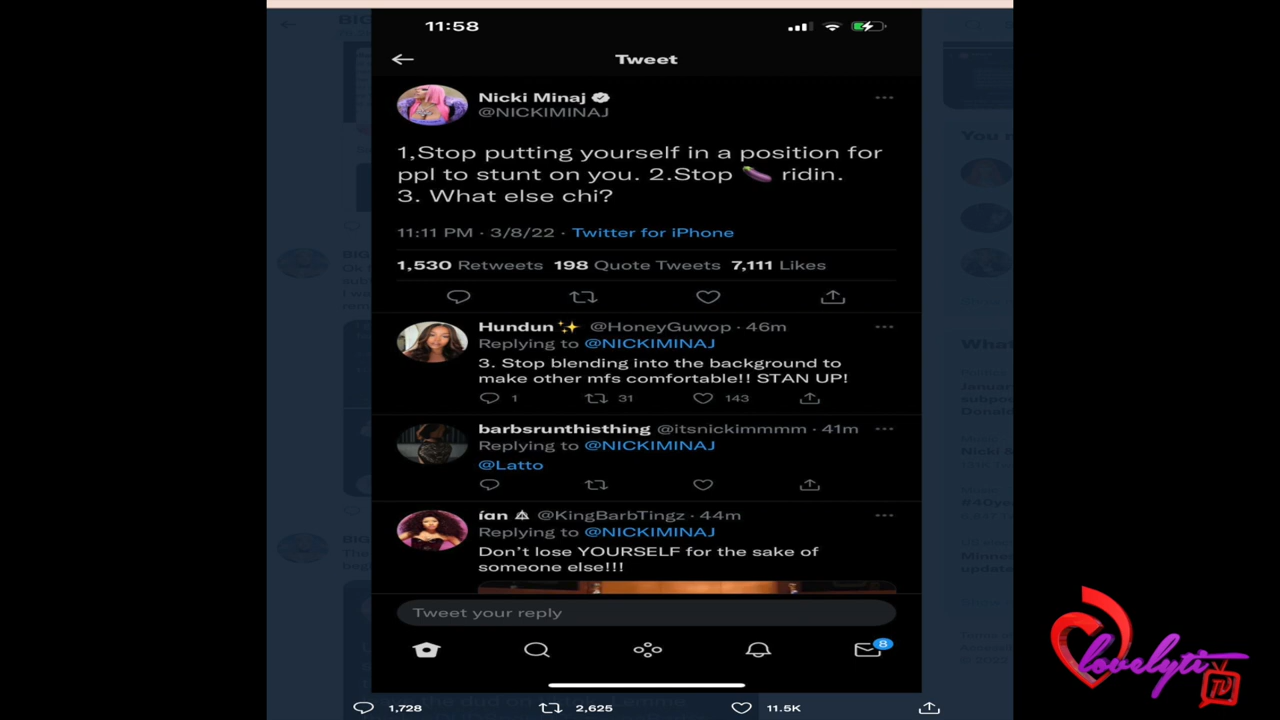 11:58
Tweet
Nicki Minaj
@NICKIMINAJ
1,Stop putting yourself in a position for
ppl to stunt on you. 2.Stop 🍆 ridin.
3. What else chi?
11:11 PM · 3/8/22 · Twitter for iPhone
1,530 Retweets 198 Quote Tweets 7,111 Likes
Hundun ✨ @HoneyGuwop · 46m
Replying to @NICKIMINAJ
3. Stop blending into the background to
make other mfs comfortable!! STAN UP!
1 31 143
barbsrunthisthing @itsnickimmmm · 41m
Replying to @NICKIMINAJ
@Latto
@KingBarbTingz · 44m
Replying to @NICKIMINAJ
Don't lose YOURSELF for the sake of
someone else!!!
Tweet your reply
8
1,728 2,625 11.5K
lovelyti
TV